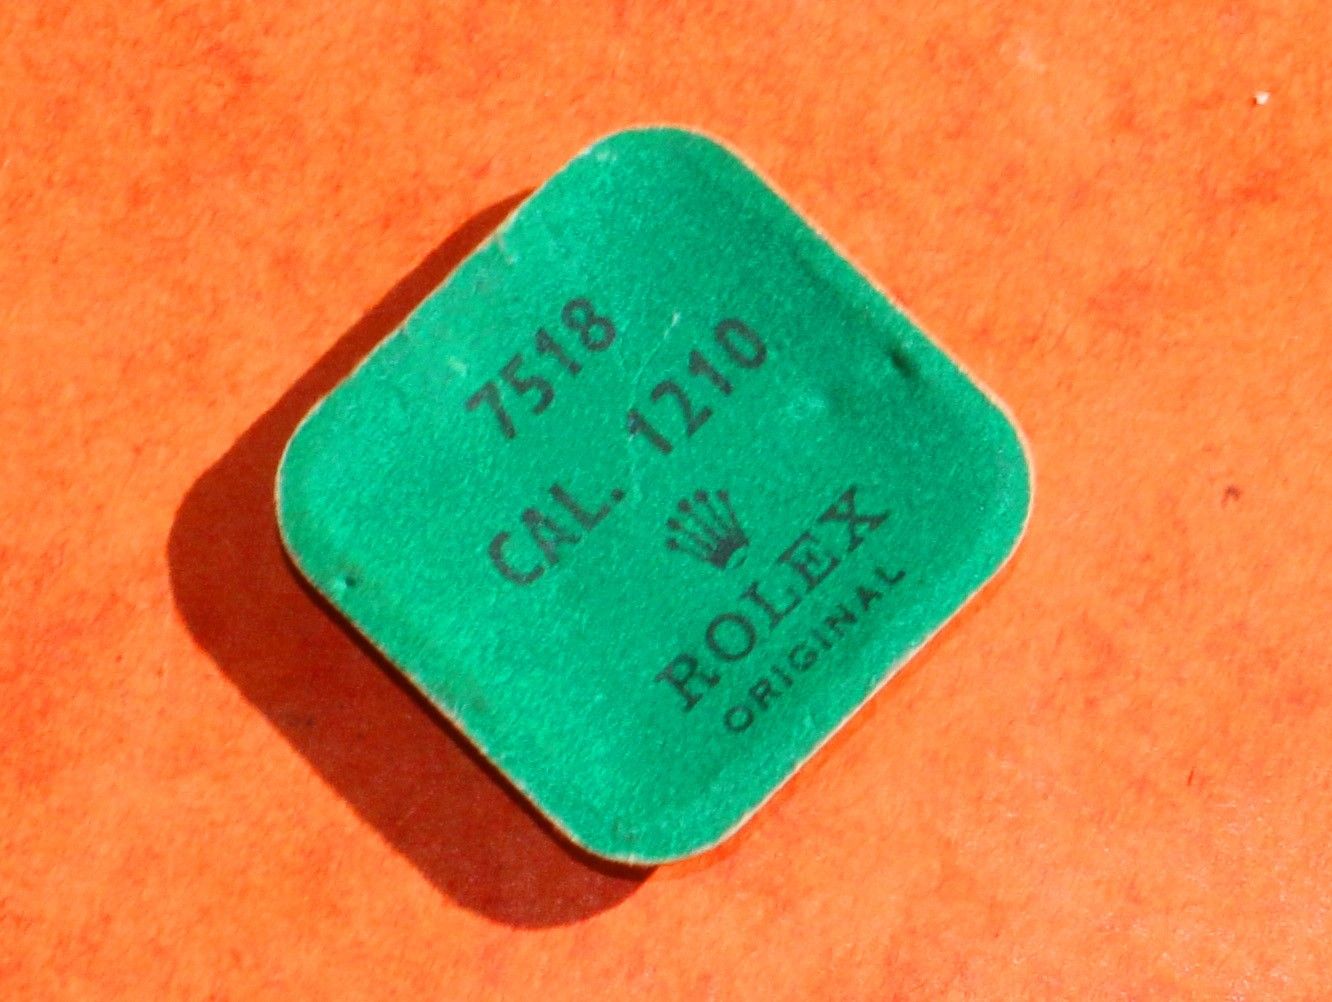 7518
CAL. 1210
ROLEX
ORIGINAL